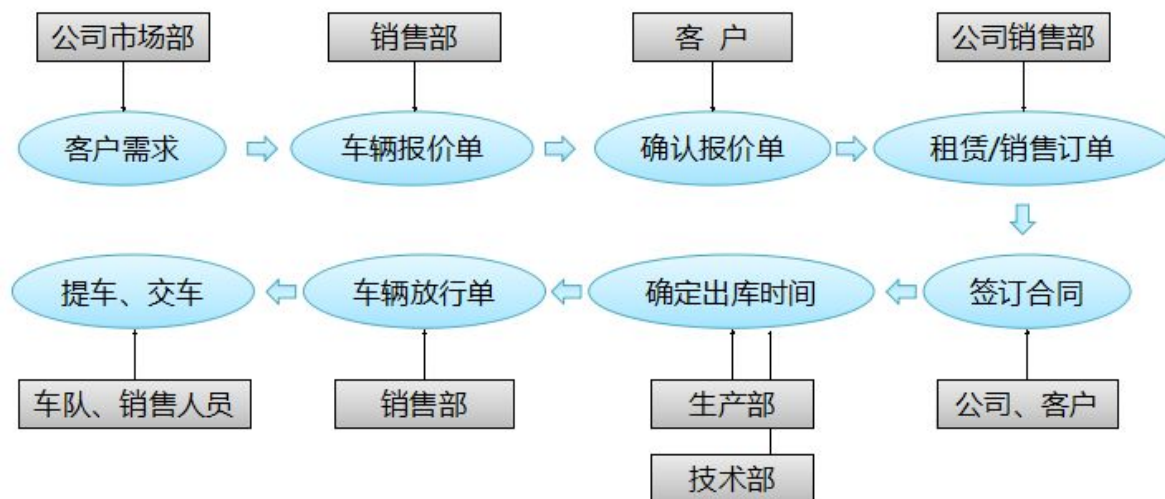 公司市场部
销售部
客 户
公司销售部
客户需求
车辆报价单
确认报价单
租赁/销售订单
提车、交车
车辆放行单
确定出库时间
签订合同
车队、销售人员
销售部
生产部
公司、客户
技术部